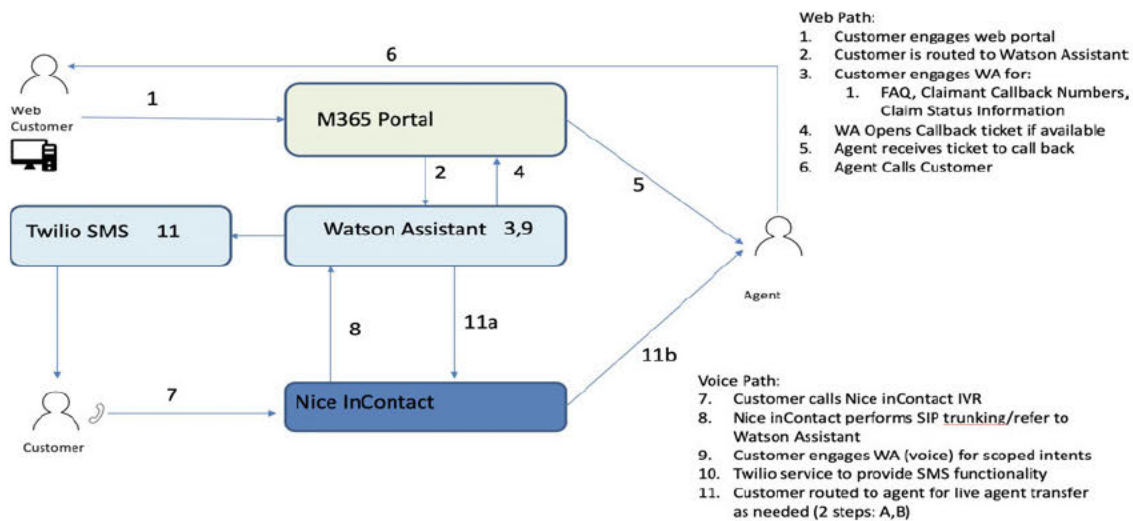 Web Path:
1. Customer engages web portal
2. Customer is routed to Watson Assistant
3. Customer engages WA for:
1. FAQ, Claimant Callback Numbers,
Claim Status Information
4. WA Opens Callback ticket if available
5. Agent receives ticket to call back
6. Agent Calls Customer
6
Web
Customer
1
M365 Portal
2
4
5
Twilio SMS 11
Watson Assistant 3,9
Agent
8
11a
11b
7
Nice InContact
Customer
Voice Path:
7. Customer calls Nice inContact IVR
8. Nice inContact performs SIP trunking/refer to
Watson Assistant
9. Customer engages WA (voice) for scoped intents
10. Twilio service to provide SMS functionality
11. Customer routed to agent for live agent transfer
as needed (2 steps: A,B)